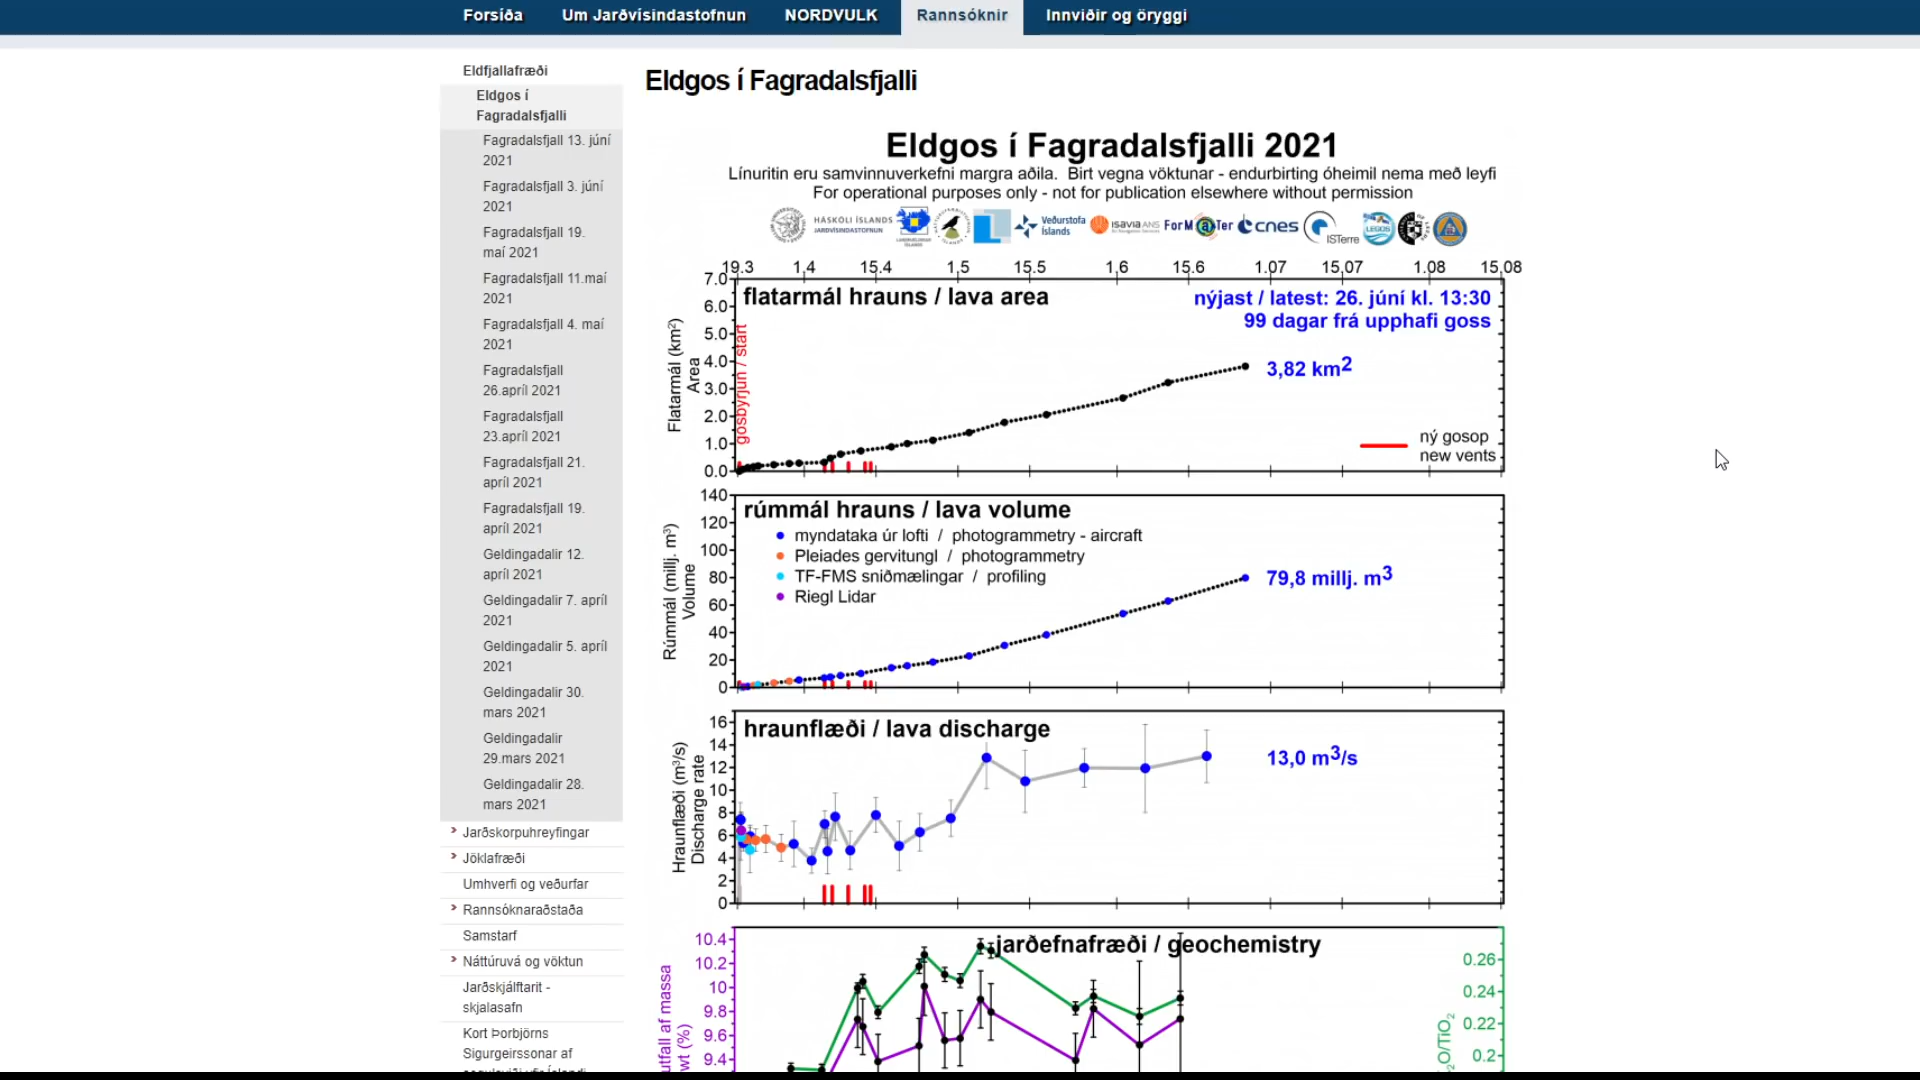 Forsíða Um Jarðvísindastofnun NORDVULK Rannsóknir Innviðir og öryggi
Eldfjallafræði
Eldgos í
Fagradalsfjalli
Fagradalsfjall 13. júní
2021
Fagradalsfjall 3. júní
2021
Fagradalsfjall 19.
maí 2021
Fagradalsfjall 11.maí
2021
Fagradalsfjall 4. maí
2021
Fagradalsfjall
26.apríl 2021
Fagradalsfjall
23.apríl 2021
Fagradalsfjall 21.
apríl 2021
Fagradalsfjall 19.
apríl 2021
Geldingadalir 12.
apríl 2021
Geldingadalir 7. apríl
2021
Geldingadalir 5. apríl
2021
Geldingadalir 30.
mars 2021
Geldingadalir
29.mars 2021
Geldingadalir 28.
mars 2021
Jarðskorpuhreyfingar
Jöklafræði
Umhverfi og veðurfar
Rannsóknaraðstaða
Samstarf
Náttúruvá og vöktun
Jarðskjálftarit -
skjalasafn
Kort Þorbjörns
Sigurgeirssonar af
Eldgos í Fagradalsfjalli
Eldgos í Fagradalsfjalli 2021
Línuritin eru samvinnuverkefni margra aðila. Birt vegna vöktunar - endurbirting óheimil nema með leyfi
For operational purposes only - not for publication elsewhere without permission
HÁSKÓLI ÍSLANDS
JARÐVÍSINDASTOFNUN
Veðurstofa
Íslands
ISAVIA ANS
ForM@Ter
cnes
ISTerre
LEGOS
19.3 1.4 15.4 1.5 15.5 1.6 15.6 1.07 15.07 1.08 15.08
flatarmál hrauns / lava area
nýjast / latest: 26. júní kl. 13:30
99 dagar frá upphafi goss
3,82 km2
gosbyrjun / start
ný gosop
new vents
Flatarmál (km2)
Area
7.0
6.0
5.0
4.0
3.0
2.0
1.0
0.0
rúmmál hrauns / lava volume
myndataka úr lofti / photogrammetry - aircraft
Pleiades gervitungl / photogrammetry
TF-FMS sniðmælingar / profiling
Riegl Lidar
79,8 millj. m3
Rúmmál (millj. m3)
Volume
140
120
100
80
60
40
20
0
hraunflæði / lava discharge
13,0 m3/s
Hraunflæði (m3/s)
Discharge rate
16
14
12
10
8
6
4
2
0
jarðefnafræði / geochemistry
10.4
10.2
10
9.8
9.6
9.4
utfall af massa
wt (%)
0.26
0.24
0.22
0.2
2O/TiO2